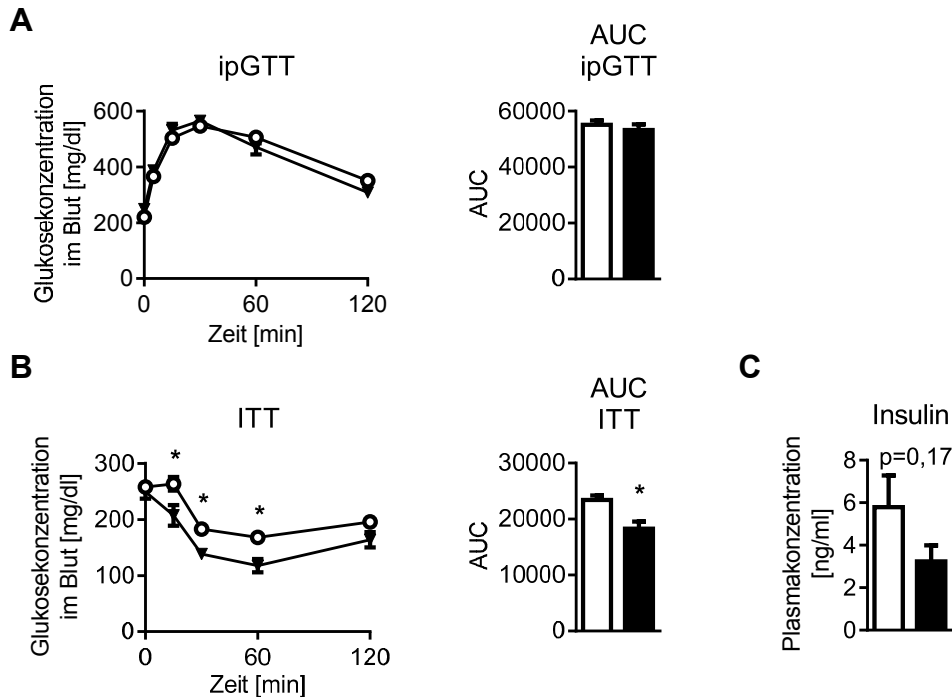 A
ipGTT
Glukosekonzentration
im Blut [mg/dl]
600
400
200
0
0
60
120
Zeit [min]
AUC
ipGTT
AUC
60000
40000
20000
0
B
ITT
Glukosekonzentration
im Blut [mg/dl]
300
200
100
0
* * *
0
60
120
Zeit [min]
AUC
ITT
AUC
30000
20000
10000
0
*
C
Insulin
p=0,17
Plasmakonzentration
[ng/ml]
8
6
4
2
0